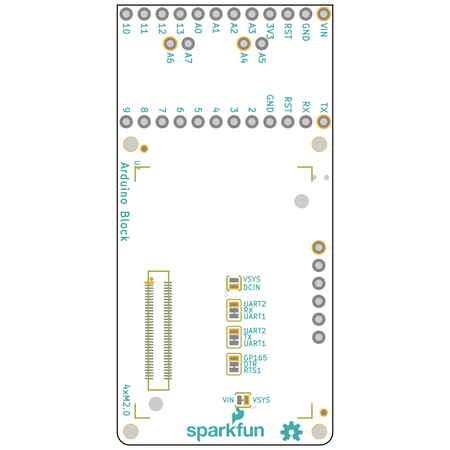 10 11 12 13 A0 A1 A2 A3 3V3 RST GND VIN
A6 A7 A4 A5
9 8 7 6 5 4 3 2 GND RST RX TX
U2
Arduino Block
VSYS
DCIN
UART2
RX
UART1
UART2
TX
UART1
GP165
DTR
RTS1
4xM2.0
VIN VSYS
sparkfun